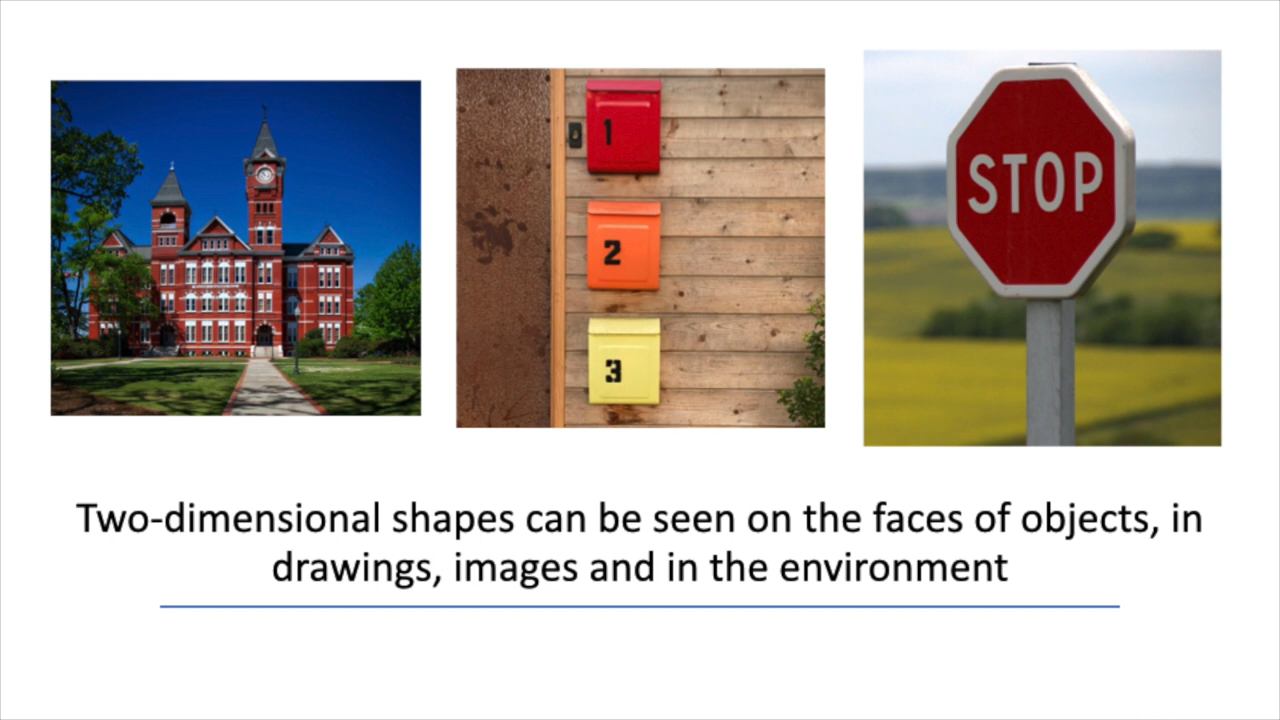 1
2
3
STOP
Two-dimensional shapes can be seen on the faces of objects, in
drawings, images and in the environment